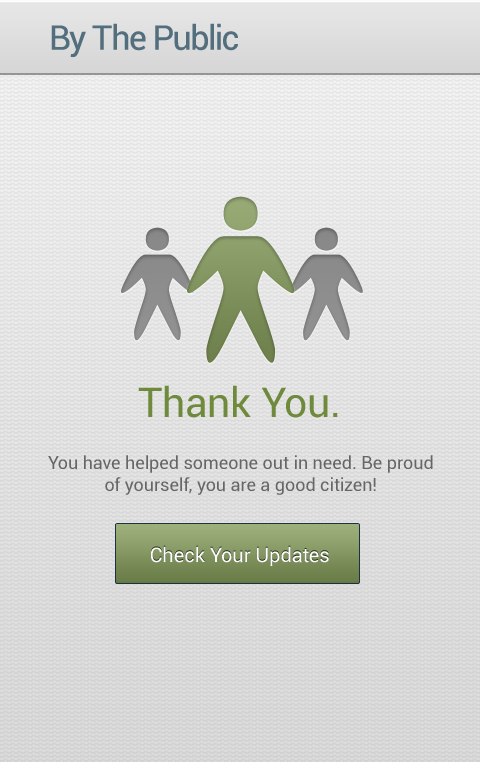 By The Public
Thank You.
You have helped someone out in need. Be proud
of yourself, you are a good citizen!
Check Your Updates